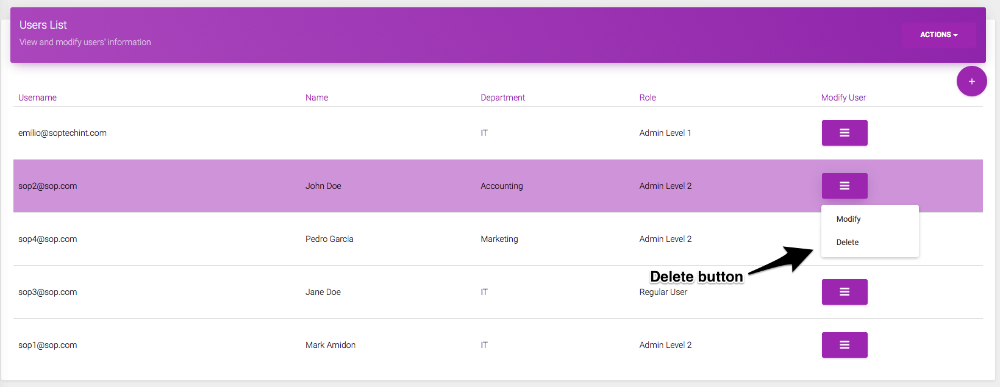 Users List
View and modify users' information
ACTIONS
+
Username Name Department Role Modify User
emilio@soptechint.com IT Admin Level 1
sop2@sop.com John Doe Accounting Admin Level 2
Modify
sop4@sop.com Pedro Garcia Marketing Admin Level 2
Delete
Delete button
sop3@sop.com Jane Doe IT Regular User
sop1@sop.com Mark Amidon IT Admin Level 2